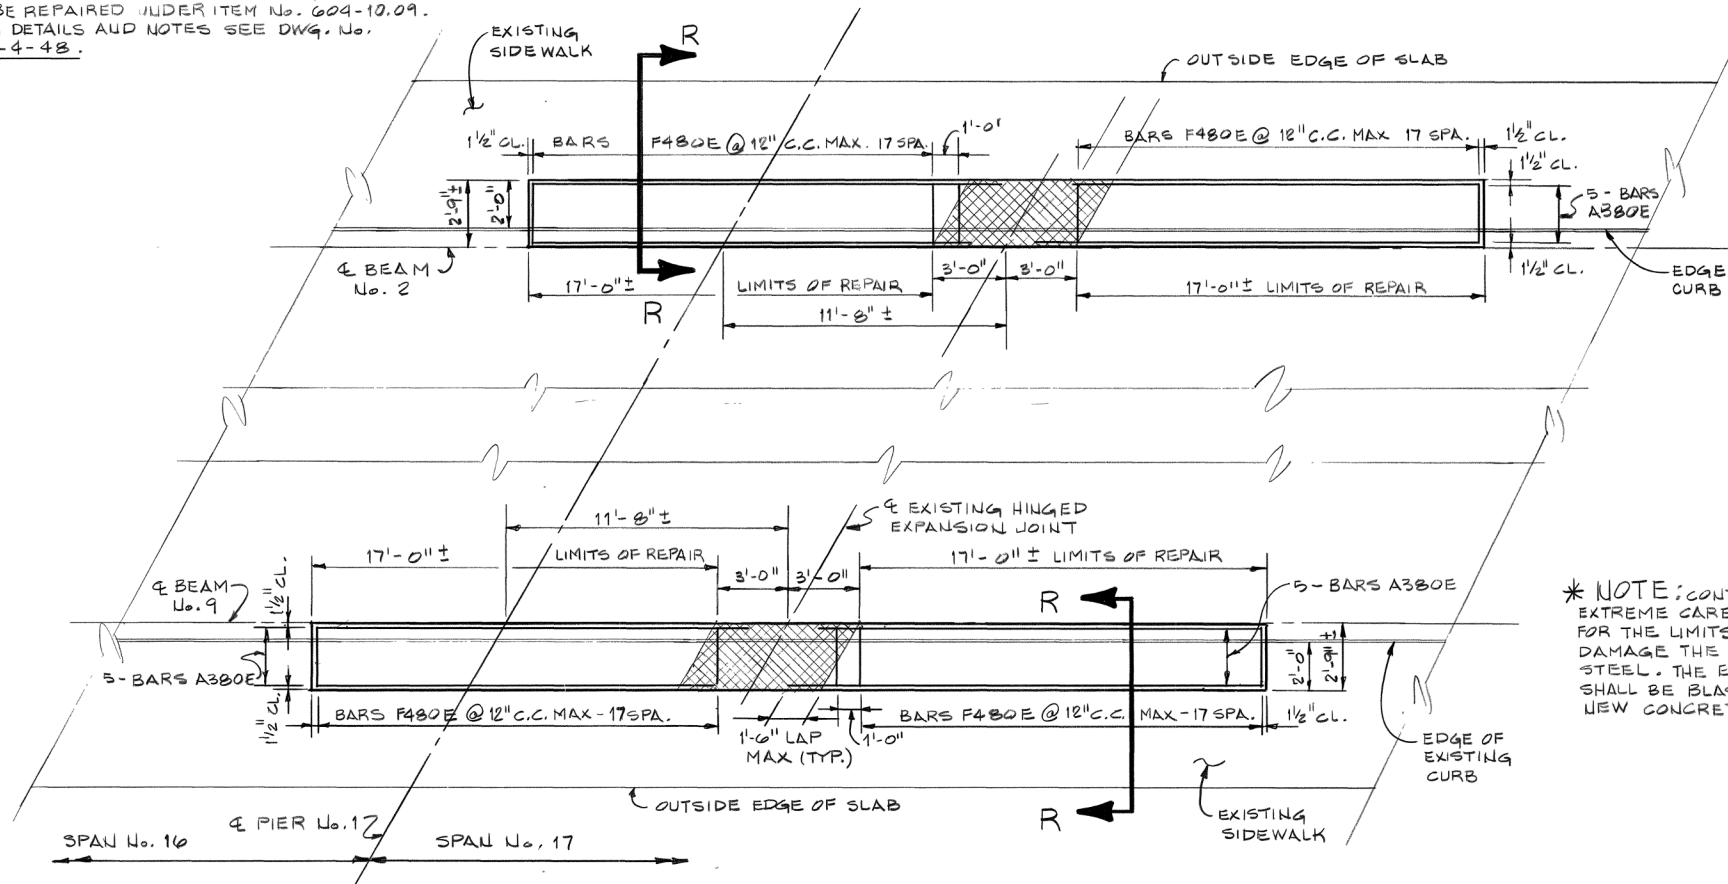 BE REPAIRED UNDER ITEM No. 604-10.09.
DETAILS AND NOTES SEE DWG. No.
-4-48.
EXISTING
SIDEWALK
R
OUTSIDE EDGE OF SLAB
1½" CL.
BARS F480E @ 12" C.C. MAX. 17 SPA.
1'-0"
BARS F480E @ 12" C.C. MAX 17 SPA.
1½" CL.
1½" CL.
2'-9"±
2'-0"
5- BARS
A380E
℄ BEAM
No. 2
1½" CL.
EDGE
CURB
17'-0"± LIMITS OF REPAIR
3'-0"
3'-0"
17'-0"± LIMITS OF REPAIR
R
11'-8" ±
℄ EXISTING HINGED
EXPANSION JOINT
11'-8" ±
17'-0"± LIMITS OF REPAIR
3'-0"
3'-0"
17'-0" ± LIMITS OF REPAIR
℄ BEAM
No. 9
1½" CL.
R
5-BARS A380E
* NOTE: CONT
EXTREME CARE
FOR THE LIMITS
DAMAGE THE
STEEL. THE E
SHALL BE BLAS
NEW CONCRET
5-BARS A380E
2'-0"
2'-9"±
1½" CL.
BARS F480E @ 12" C.C. MAX-17 SPA.
1'-6" LAP
MAX (TYP.)
1'-0"
BARS F480E @ 12" C.C. MAX-17 SPA.
1½" CL.
EDGE OF
EXISTING
CURB
OUTSIDE EDGE OF SLAB
R
EXISTING
SIDEWALK
℄ PIER No. 17
SPAN No. 16
SPAN No. 17